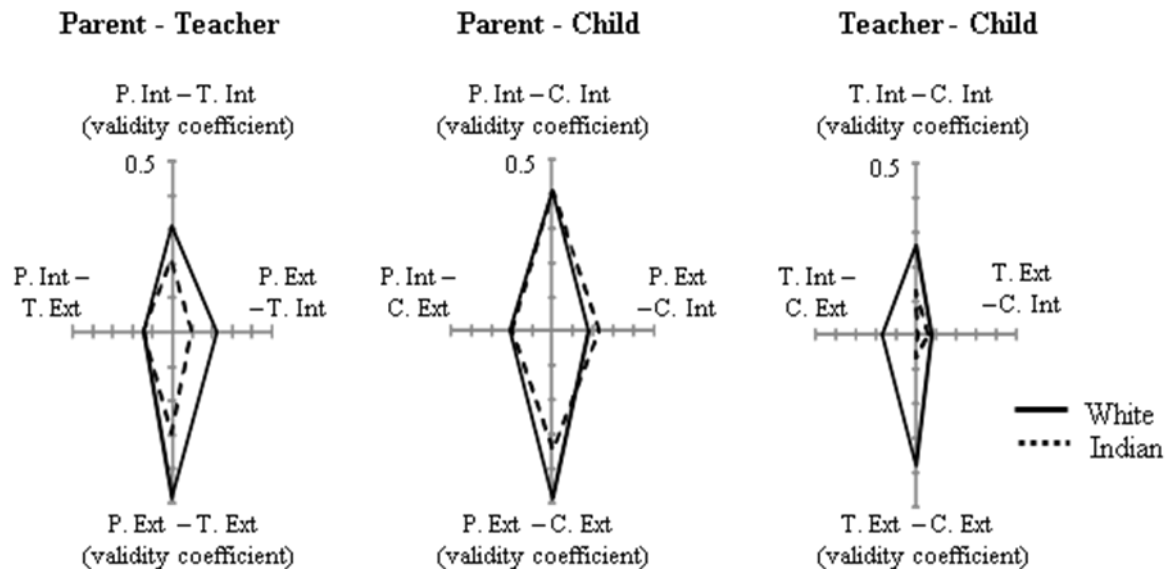 Parent - Teacher
P. Int – T. Int
(validity coefficient)
0.5
P. Int –
T. Ext
P. Ext
– T. Int
P. Ext – T. Ext
(validity coefficient)
Parent - Child
P. Int – C. Int
(validity coefficient)
0.5
P. Int –
C. Ext
P. Ext
– C. Int
P. Ext – C. Ext
(validity coefficient)
Teacher - Child
T. Int – C. Int
(validity coefficient)
0.5
T. Int –
C. Ext
T. Ext
– C. Int
T. Ext – C. Ext
(validity coefficient)
White
Indian